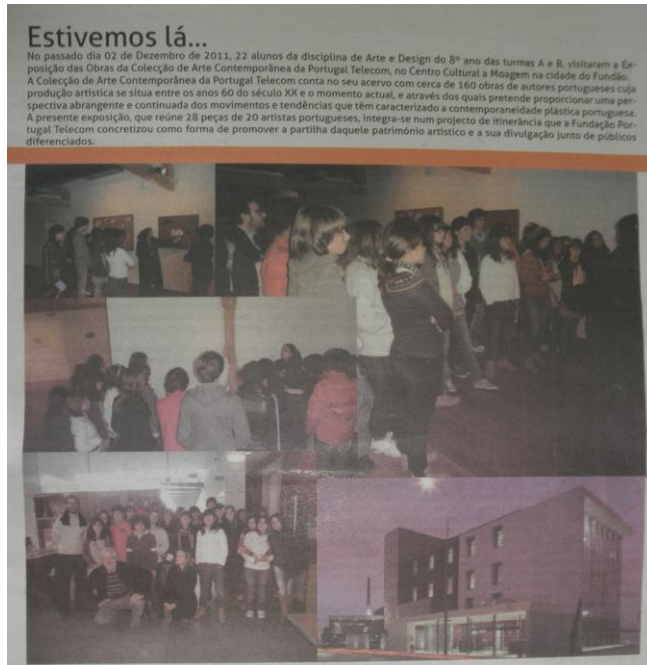 Estivemos lá...
No passado dia 02 de Dezembro de 2011, 22 alunos da disciplina de Arte e Design do 8º ano das turmas A e B, visitaram a Ex-
posição das Obras da Colecção de Arte Contemporânea da Portugal Telecom, no Centro Cultural a Moagem na cidade do Fundão.
A Colecção de Arte Contemporânea da Portugal Telecom conta no seu acervo com cerca de 160 obras de autores portugueses cuja
produção artistica se situa entre os anos 60 do século XX e o momento actual, e através dos quais pretende proporcionar uma per-
spectiva abrangente e continuada dos movimentos e tendências que têm caracterizado a contemporaneidade plástica portuguesa.
A presente exposição, que reúne 28 peças de 20 artistas portugueses, integra-se num projecto de itinerância que a Fundação Por-
tugal Telecom concretizou como forma de promover a partilha daquele património artistico e a sua divulgação junto de públicos
diferenciados.